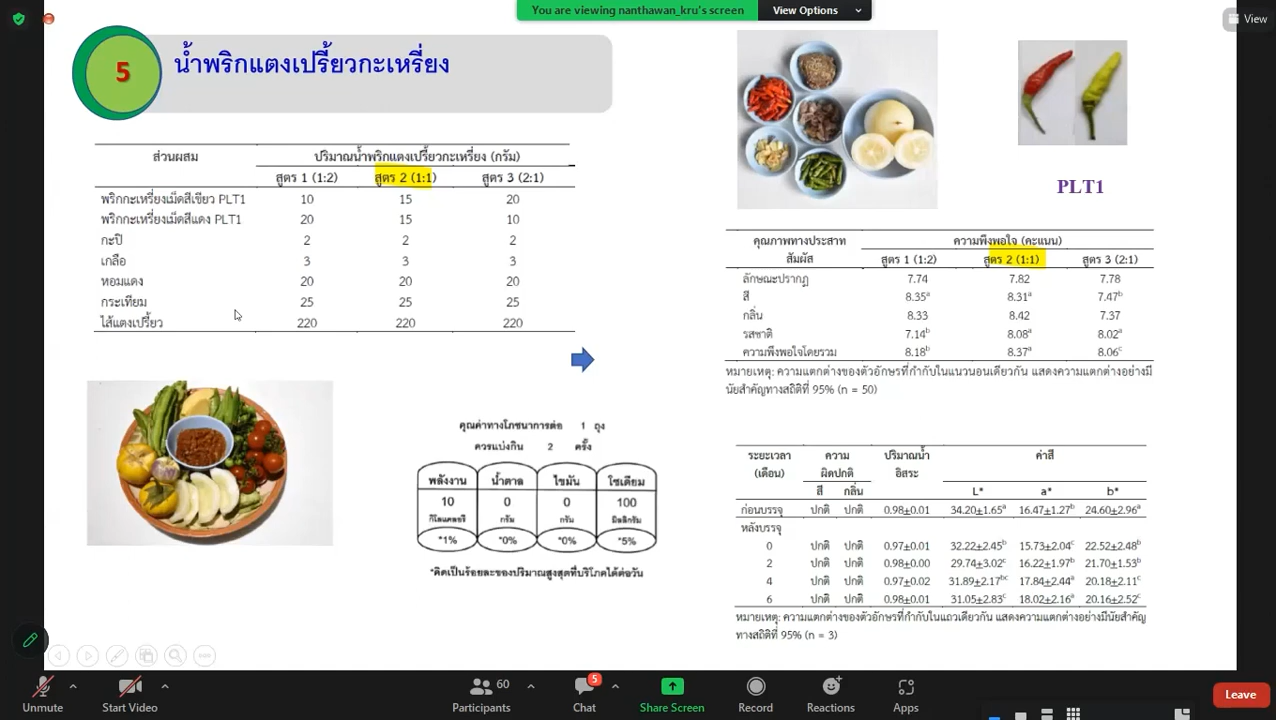 You are viewing nanthawan_kru's screen
View Options
View
5
น้ำพริกแตงเปรี้ยวกะเหรี่ยง
ส่วนผสม ปริมาณน้ำพริกแตงเปรี้ยวกะเหรี่ยง (กรัม)
สูตร 1 (1:2) สูตร 2 (1:1) สูตร 3 (2:1)
พริกกะเหรี่ยงเม็ดสีเขียว PLT1 10 15 20
พริกกะเหรี่ยงเม็ดสีแดง PLT1 20 15 10
กะปิ 2 2 2
เกลือ 3 3 3
หอมแดง 20 20 20
กระเทียม 25 25 25
ไส้แตงเปรี้ยว 220 220 220
คุณค่าทางโภชนาการต่อ 1 ถุง
ควรแบ่งกิน 2 ครั้ง
พลังงาน น้ำตาล ไขมัน โซเดียม
10 0 0 100
กิโลแคลอรี กรัม กรัม มิลลิกรัม
*1% *0% *0% *5%
*คิดเป็นร้อยละของปริมาณสูงสุดที่บริโภคได้ต่อวัน
PLT1
คุณภาพทางประสาทสัมผัส ความพึงพอใจ (คะแนน)
สูตร 1 (1:2) สูตร 2 (1:1) สูตร 3 (2:1)
ลักษณะปรากฏ 7.74 7.82 7.78
สี 8.35ᵃ 8.31ᵃ 7.47ᵇ
กลิ่น 8.33 8.42 7.37
รสชาติ 7.14ᵇ 8.08ᵃ 8.02ᵃ
ความพึงพอใจโดยรวม 8.18ᵇ 8.37ᵃ 8.06ᶜ
หมายเหตุ: ความแตกต่างของตัวอักษรที่กำกับในแนวนอนเดียวกัน แสดงความแตกต่างอย่างมี
นัยสำคัญทางสถิติที่ 95% (n = 50)
ระยะเวลา ความ ปริมาณน้ำ ค่าสี
(เดือน) ผิดปกติ อิสระ
สี กลิ่น L* a* b*
ก่อนบรรจุ ปกติ ปกติ 0.98±0.01 34.20±1.65ᵃ 16.47±1.27ᵇ 24.60±2.96ᵃ
หลังบรรจุ
0 ปกติ ปกติ 0.97±0.01 32.22±2.45ᵇ 15.73±2.04ᶜ 22.52±2.48ᵇ
2 ปกติ ปกติ 0.98±0.00 29.74±3.02ᶜ 16.22±1.97ᵇ 21.70±1.53ᵇ
4 ปกติ ปกติ 0.97±0.02 31.89±2.17ᵇᶜ 17.84±2.44ᵃ 20.18±2.11ᶜ
6 ปกติ ปกติ 0.98±0.01 31.05±2.83ᶜ 18.02±2.16ᵃ 20.16±2.52ᶜ
หมายเหตุ: ความแตกต่างของตัวอักษรที่กำกับในแถวเดียวกัน แสดงความแตกต่างอย่างมีนัยสำคัญ
ทางสถิติที่ 95% (n = 3)
Unmute
Start Video
60
Participants
5
Chat
Share Screen
Record
Reactions
Apps
Leave